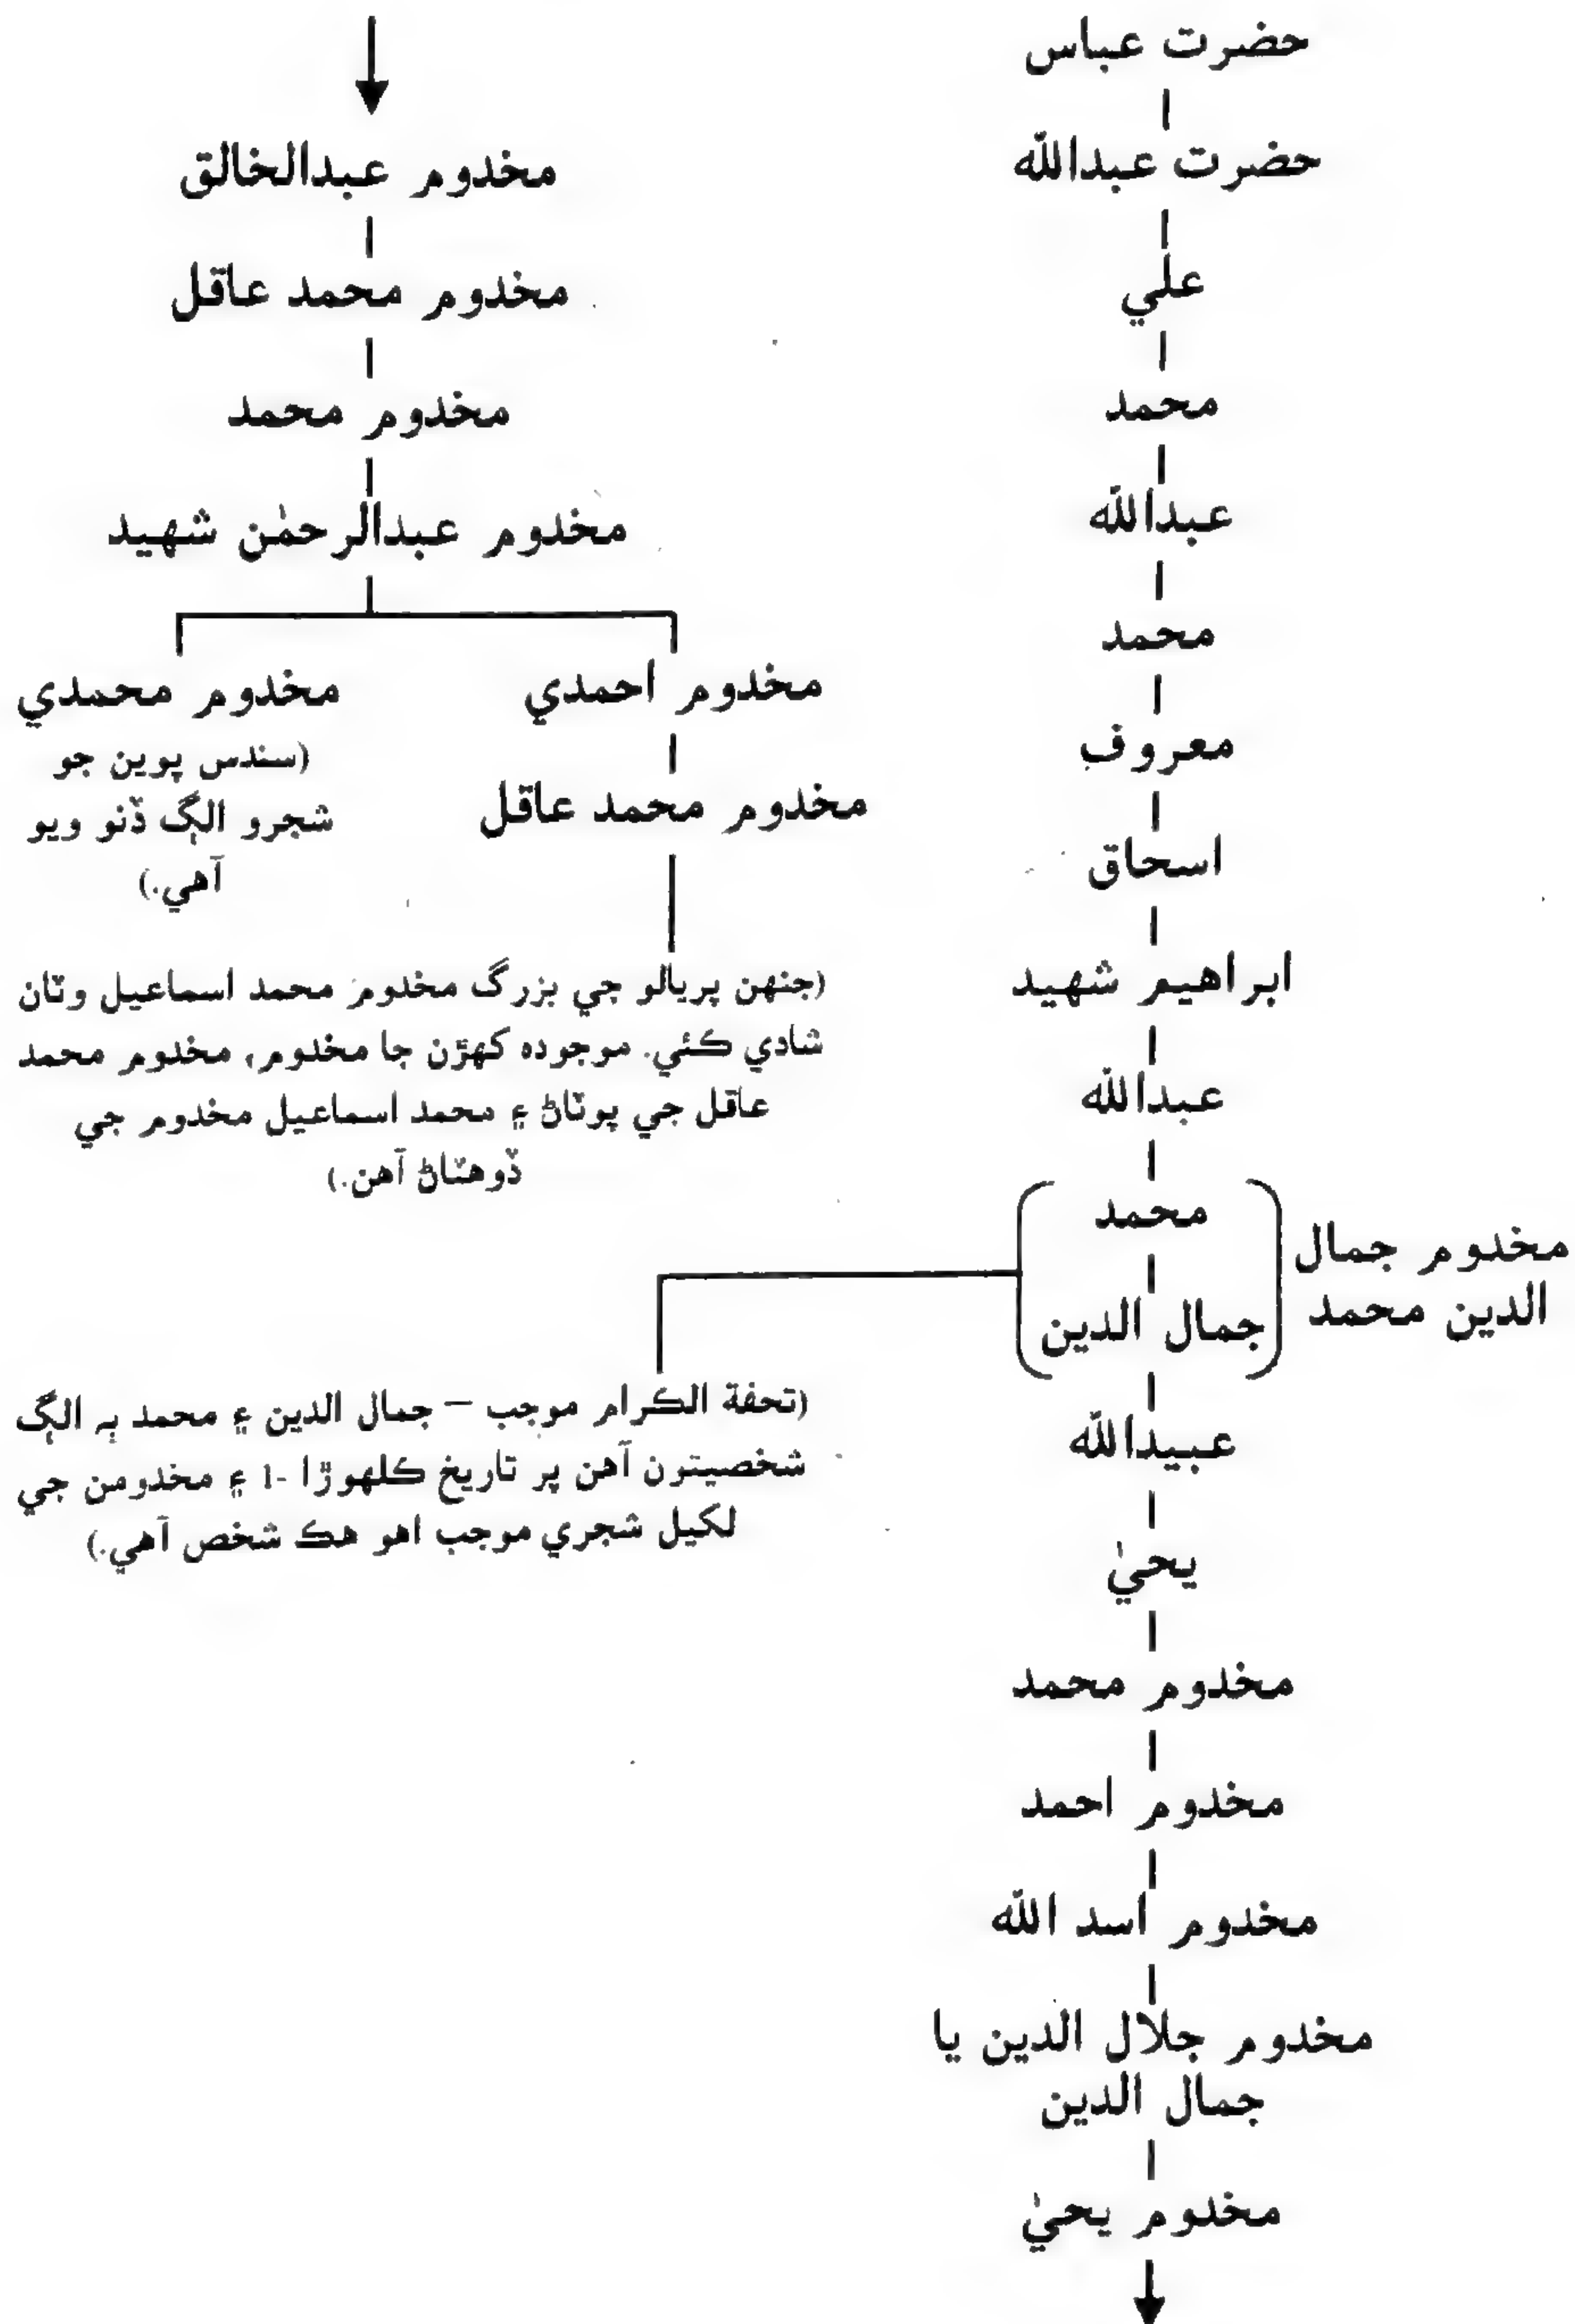 حضرت عباس
حضرت عبدالله
علي
محمد
عبدالله
محمد
معروف
اسحاق
ابراهيم شهيد
عبدالله
محمد
جمال الدين
مخدوم جمال
الدين محمد
عبيدالله
يحيٰ
مخدوم محمد
مخدوم احمد
مخدوم اسد الله
مخدوم جلال الدين يا
جمال الدين
مخدوم يحيٰ
مخدوم عبدالخالق
مخدوم محمد عاقل
مخدوم محمد
مخدوم عبدالرحمٰن شهيد
مخدوم احمدي
مخدوم محمد عاقل
(جنهن پريالو جي بزرگ مخدوم محمد اسماعيل وٽان
شادي ڪئي. موجوده کهڙن جا مخدوم، مخدوم محمد
عاقل جي پوٽاڻ ۽ محمد اسماعيل مخدوم جي
ڏوهٽاڻ آهن.)
مخدوم محمدي
(سندس پوين جو
شجرو الڳ ڏنو ويو
آهي.)
(تحفة الڪرام موجب – جمال الدين ۽ محمد ٻه الڳ
شخصيتون آهن پر تاريخ ڪلهوڙا -1 ۽ مخدومن جي
لکيل شجري موجب اهو هڪ شخص آهي.)